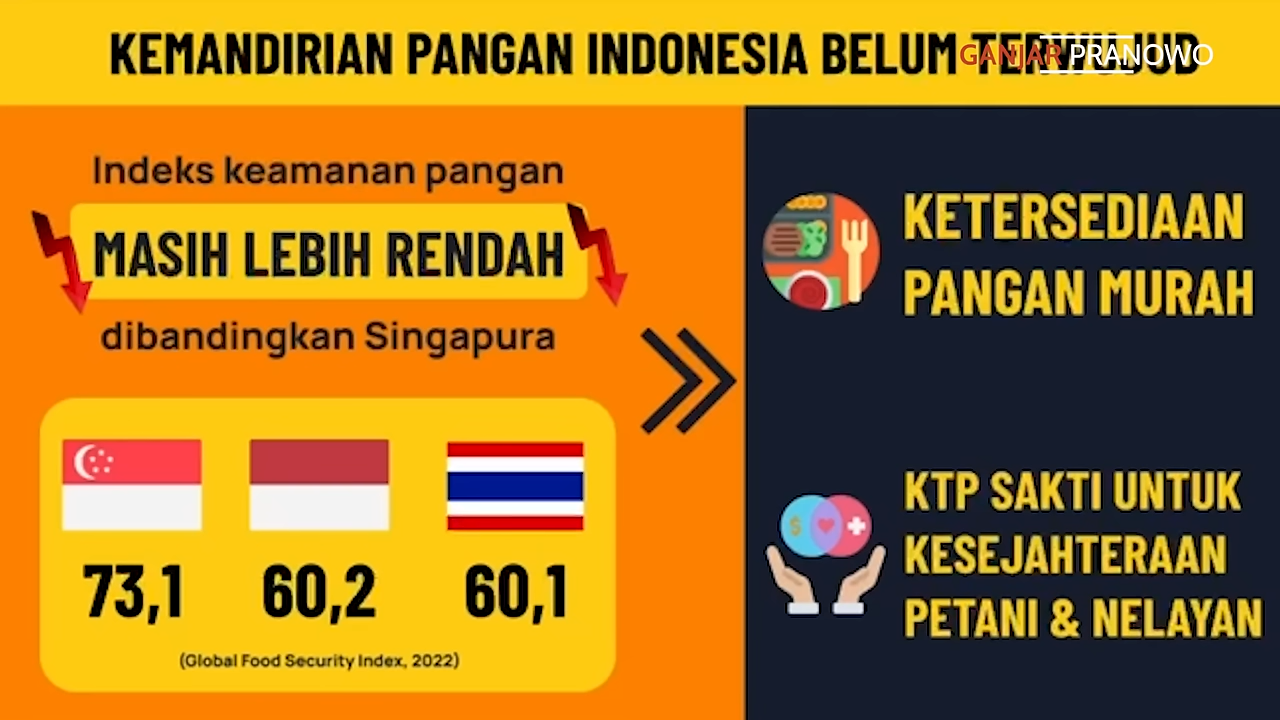 KEMANDIRIAN PANGAN INDONESIA BELUM
GANJAR PRANOWO
Indeks keamanan pangan
MASIH LEBIH RENDAH
dibandingkan Singapura
73,1 60,2 60,1
(Global Food Security Index, 2022)
KETERSEDIAAN
PANGAN MURAH
$
KTP SAKTI UNTUK
KESEJAHTERAAN
PETANI & NELAYAN